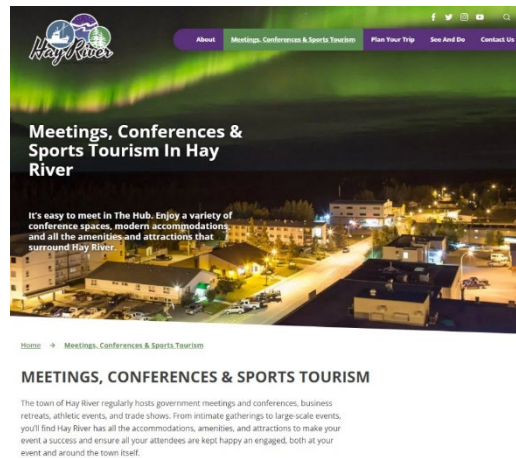 Hay River
About Meetings, Conferences & Sports Tourism Plan Your Trip See And Do Contact Us
Meetings, Conferences &
Sports Tourism In Hay
River
It's easy to meet in The Hub. Enjoy a variety of
conference spaces, modern accommodations
and all the amenities and attractions that
surround Hay River.
Home → Meetings, Conferences & Sports Tourism
MEETINGS, CONFERENCES & SPORTS TOURISM
The town of Hay River regularly hosts government meetings and conferences, business
retreats, athletic events, and trade shows. From intimate gatherings to large-scale events,
you'll find Hay River has all the accommodations, amenities, and attractions to make your
event a success and ensure all your attendees are kept happy an engaged, both at your
event and around the town itself.